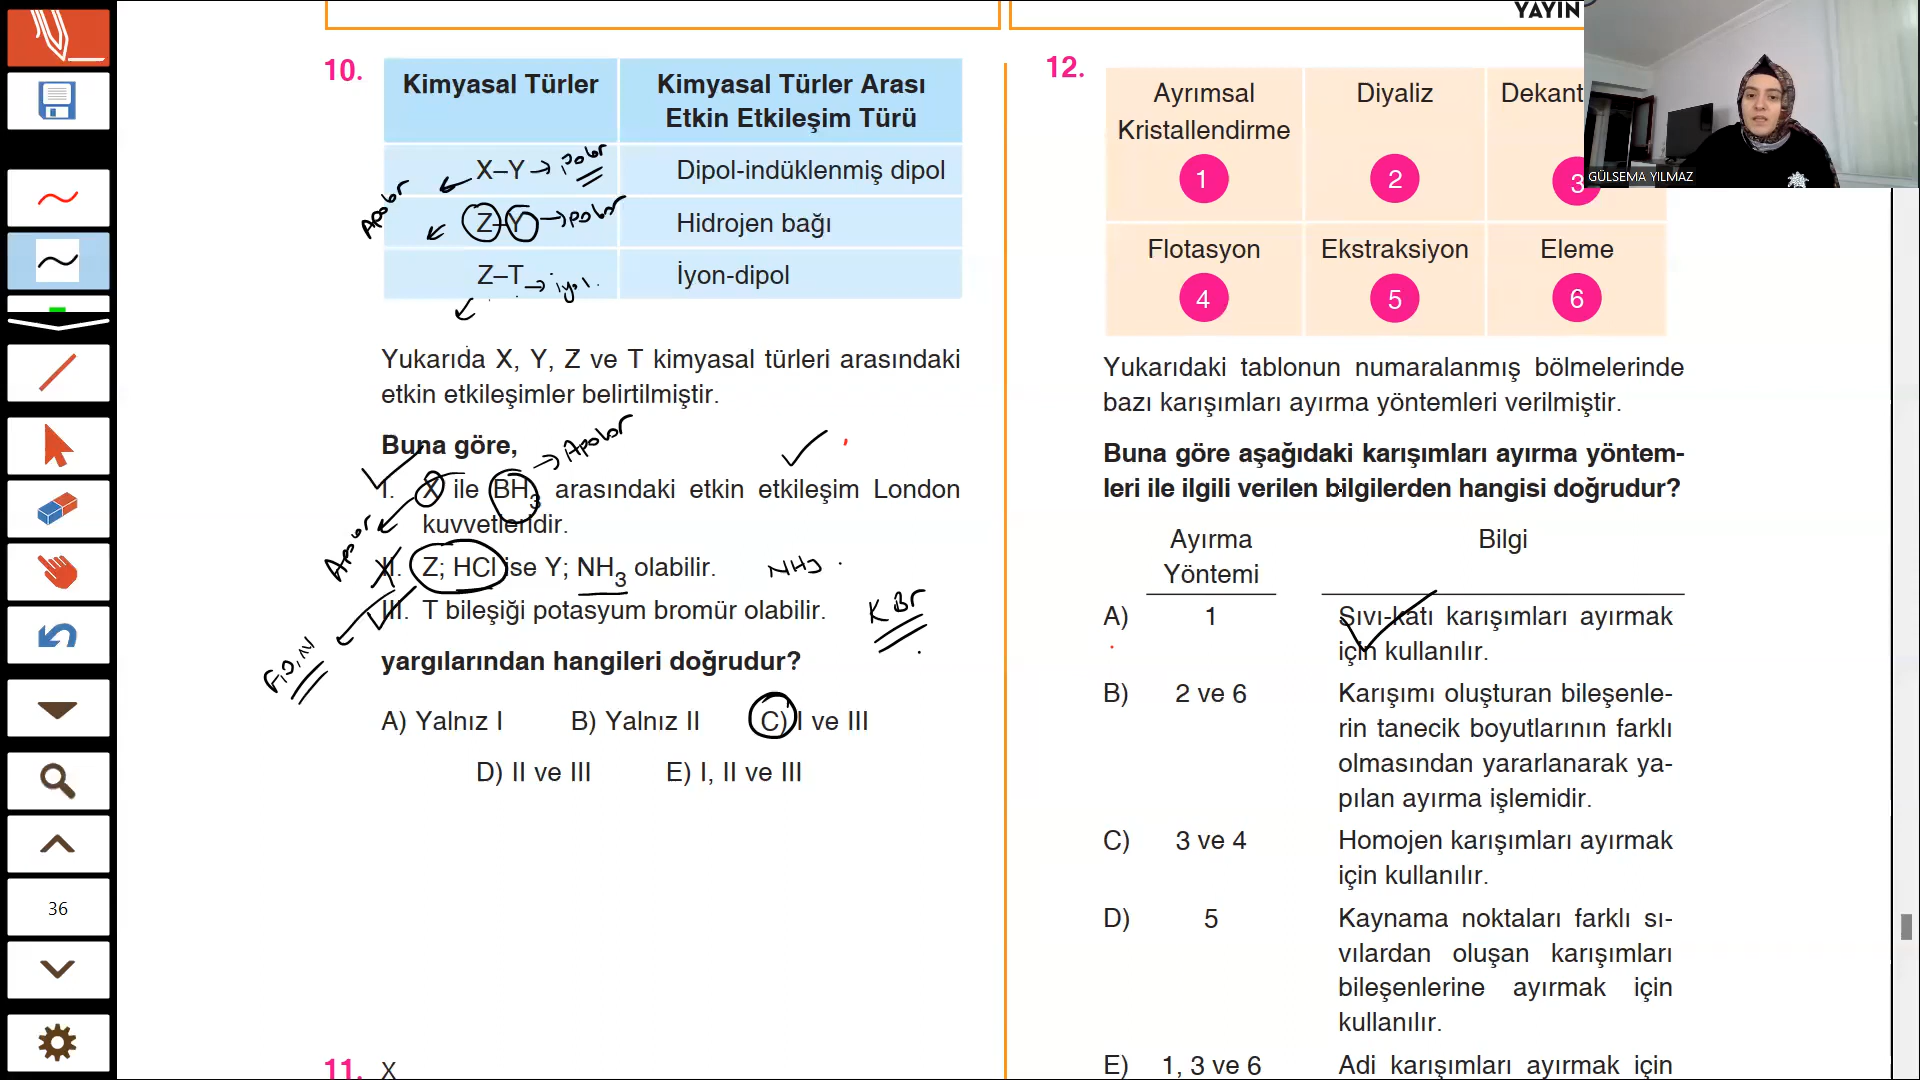 YAYIN
10.
Kimyasal Türler
Kimyasal Türler Arası
Etkin Etkileşim Türü
X–Y → polar
Dipol-indüklenmiş dipol
Apolar
Z–Y → polar
Hidrojen bağı
Z–T →
İyon-dipol
Yukarıda X, Y, Z ve T kimyasal türleri arasındaki
etkin etkileşimler belirtilmiştir.
Buna göre,
→ Apolar
I. X ile BH3 arasındaki etkin etkileşim London
kuvvetleridir.
Apolar
II. Z; HCl ise Y; NH3 olabilir.
NH3
III. T bileşiği potasyum bromür olabilir.
KBr
F, O, N
yargılarından hangileri doğrudur?
A) Yalnız I B) Yalnız II C) I ve III
D) II ve III E) I, II ve III
11. X
12.
Ayrımsal
Kristallendirme
1
Diyaliz
2
Dekant
3
Flotasyon
4
Ekstraksiyon
5
Eleme
6
GÜLSEMA YILMAZ
Yukarıdaki tablonun numaralanmış bölmelerinde
bazı karışımları ayırma yöntemleri verilmiştir.
Buna göre aşağıdaki karışımları ayırma yöntem-
leri ile ilgili verilen bilgilerden hangisi doğrudur?
Ayırma
Yöntemi
Bilgi
A) 1 Sıvı-katı karışımları ayırmak
için kullanılır.
B) 2 ve 6 Karışımı oluşturan bileşenle-
rin tanecik boyutlarının farklı
olmasından yararlanarak ya-
pılan ayırma işlemidir.
C) 3 ve 4 Homojen karışımları ayırmak
için kullanılır.
D) 5 Kaynama noktaları farklı sı-
vılardan oluşan karışımları
bileşenlerine ayırmak için
kullanılır.
E) 1, 3 ve 6 Adi karışımları ayırmak için
36